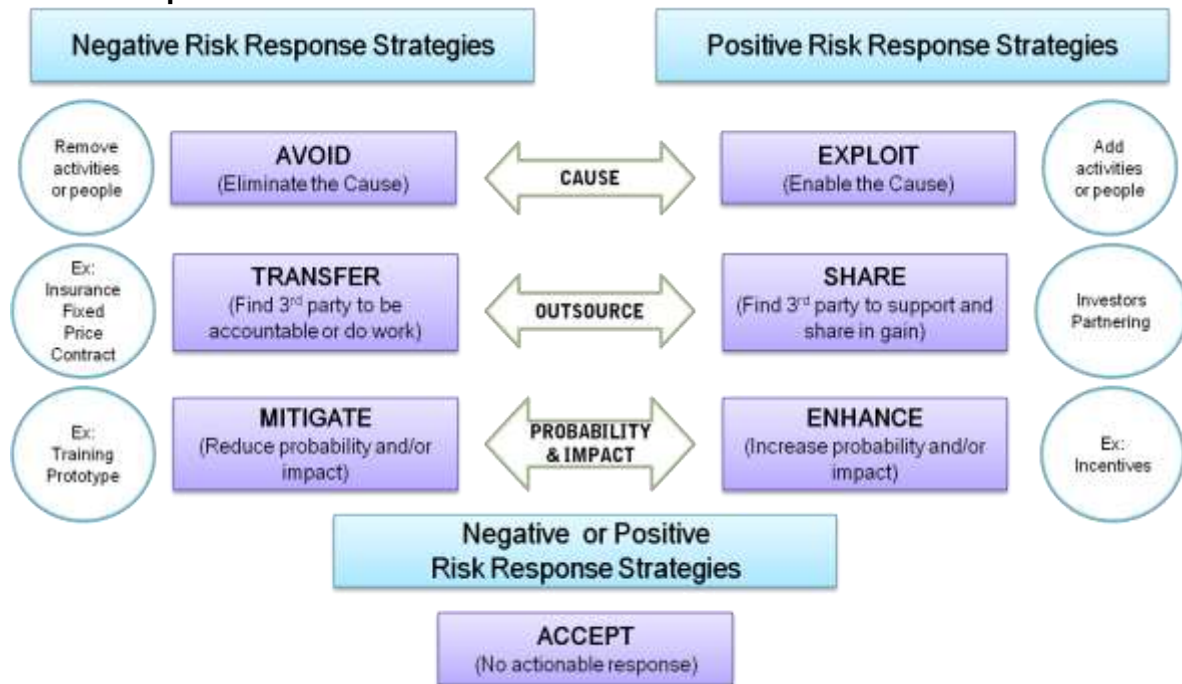 Negative Risk Response Strategies
Positive Risk Response Strategies
Remove
activities
or people
AVOID
(Eliminate the Cause)
CAUSE
EXPLOIT
(Enable the Cause)
Add
activities
or people
Ex:
Insurance
Fixed
Price
Contract
TRANSFER
(Find 3rd party to be
accountable or do work)
OUTSOURCE
SHARE
(Find 3rd party to support and
share in gain)
Investors
Partnering
Ex:
Training
Prototype
MITIGATE
(Reduce probability and/or
impact)
PROBABILITY
& IMPACT
ENHANCE
(Increase probability and/or
impact)
Ex:
Incentives
Negative or Positive
Risk Response Strategies
ACCEPT
(No actionable response)